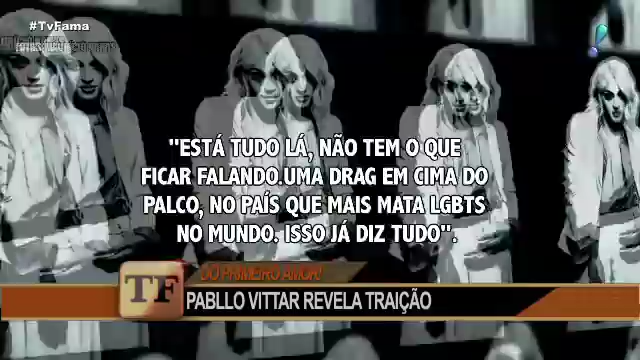 #TvFama
"ESTÁ TUDO LÁ, NÃO TEM O QUE
FICAR FALANDO.UMA DRAG EM CIMA DO
PALCO, NO PAÍS QUE MAIS MATA LGBTS
NO MUNDO. ISSO JÁ DIZ TUDO".
DO PRIMEIRO AMOR!
TF
PABLLO VITTAR REVELA TRAIÇÃO